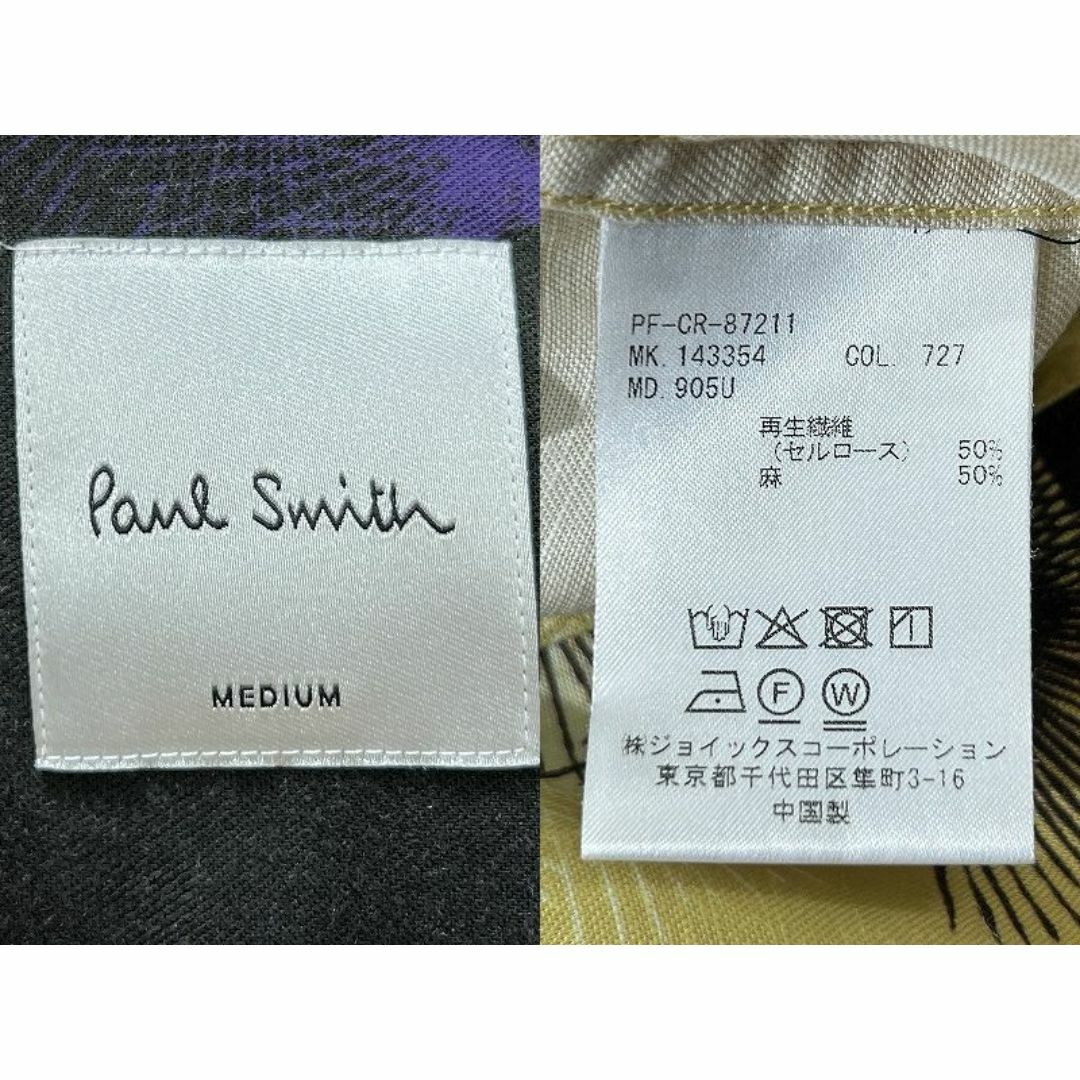 Paul Smith
MEDIUM
PF-CR-87211
MK. 143354 COL. 727
MD. 905U
再生繊維
(セルロース) 50%
麻 50%
F W
㈱ジョイックスコーポレーション
東京都千代田区隼町3-16
中国製